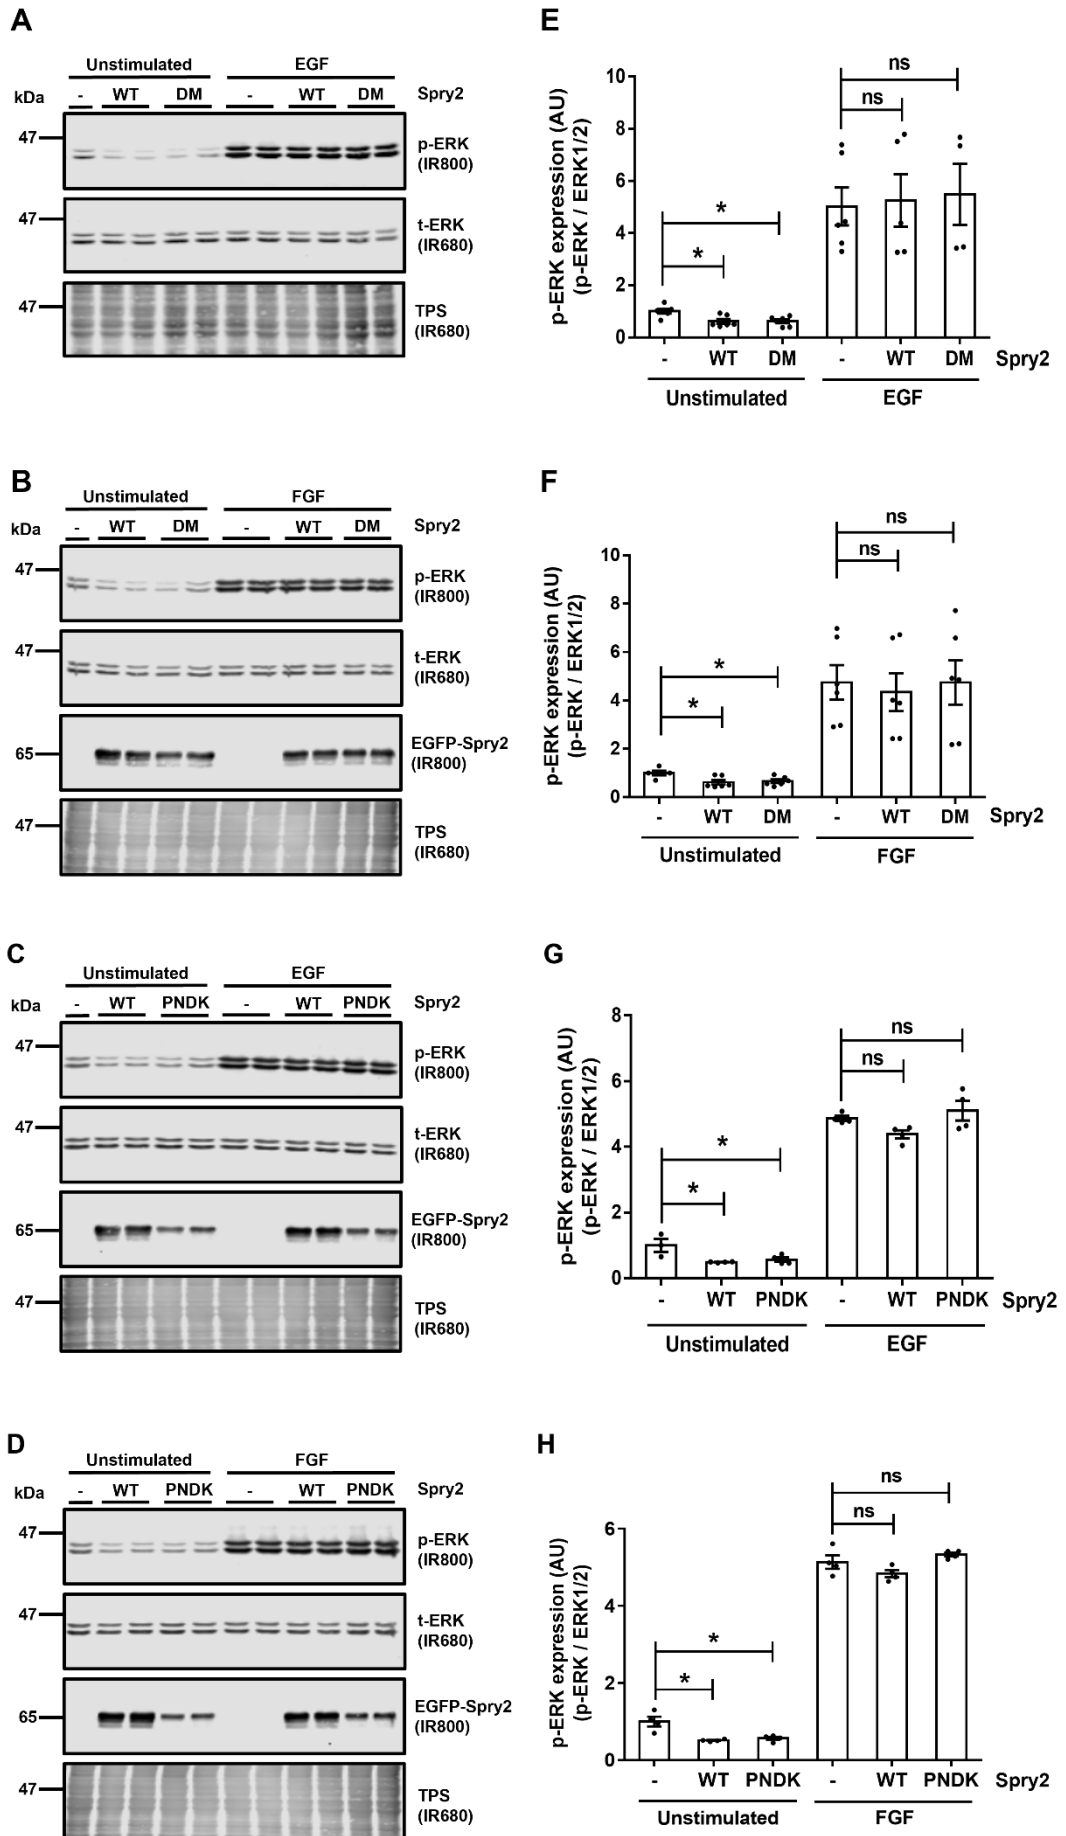 A
Unstimulated EGF
kDa - WT DM - WT DM Spry2
47 p-ERK
(IR800)
47 t-ERK
(IR680)
47 TPS
(IR680)
E
p-ERK expression (AU)
(p-ERK / ERK1/2)
10
8
6
4
2
0
* * ns ns
- WT DM - WT DM Spry2
Unstimulated EGF
B
Unstimulated FGF
kDa - WT DM - WT DM Spry2
47 p-ERK
(IR800)
47 t-ERK
(IR680)
65 EGFP-Spry2
(IR800)
47 TPS
(IR680)
F
p-ERK expression (AU)
(p-ERK / ERK1/2)
10
8
6
4
2
0
* * ns ns
- WT DM - WT DM Spry2
Unstimulated FGF
C
Unstimulated EGF
kDa - WT PNDK - WT PNDK Spry2
47 p-ERK
(IR800)
47 t-ERK
(IR680)
65 EGFP-Spry2
(IR800)
47 TPS
(IR680)
G
p-ERK expression (AU)
(p-ERK / ERK1/2)
8
6
4
2
0
* * ns ns
- WT PNDK - WT PNDK Spry2
Unstimulated EGF
D
Unstimulated FGF
kDa - WT PNDK - WT PNDK Spry2
47 p-ERK
(IR800)
47 t-ERK
(IR680)
65 EGFP-Spry2
(IR800)
47 TPS
(IR680)
H
p-ERK expression (AU)
(p-ERK / ERK1/2)
6
4
2
0
* * ns ns
- WT PNDK - WT PNDK Spry2
Unstimulated FGF